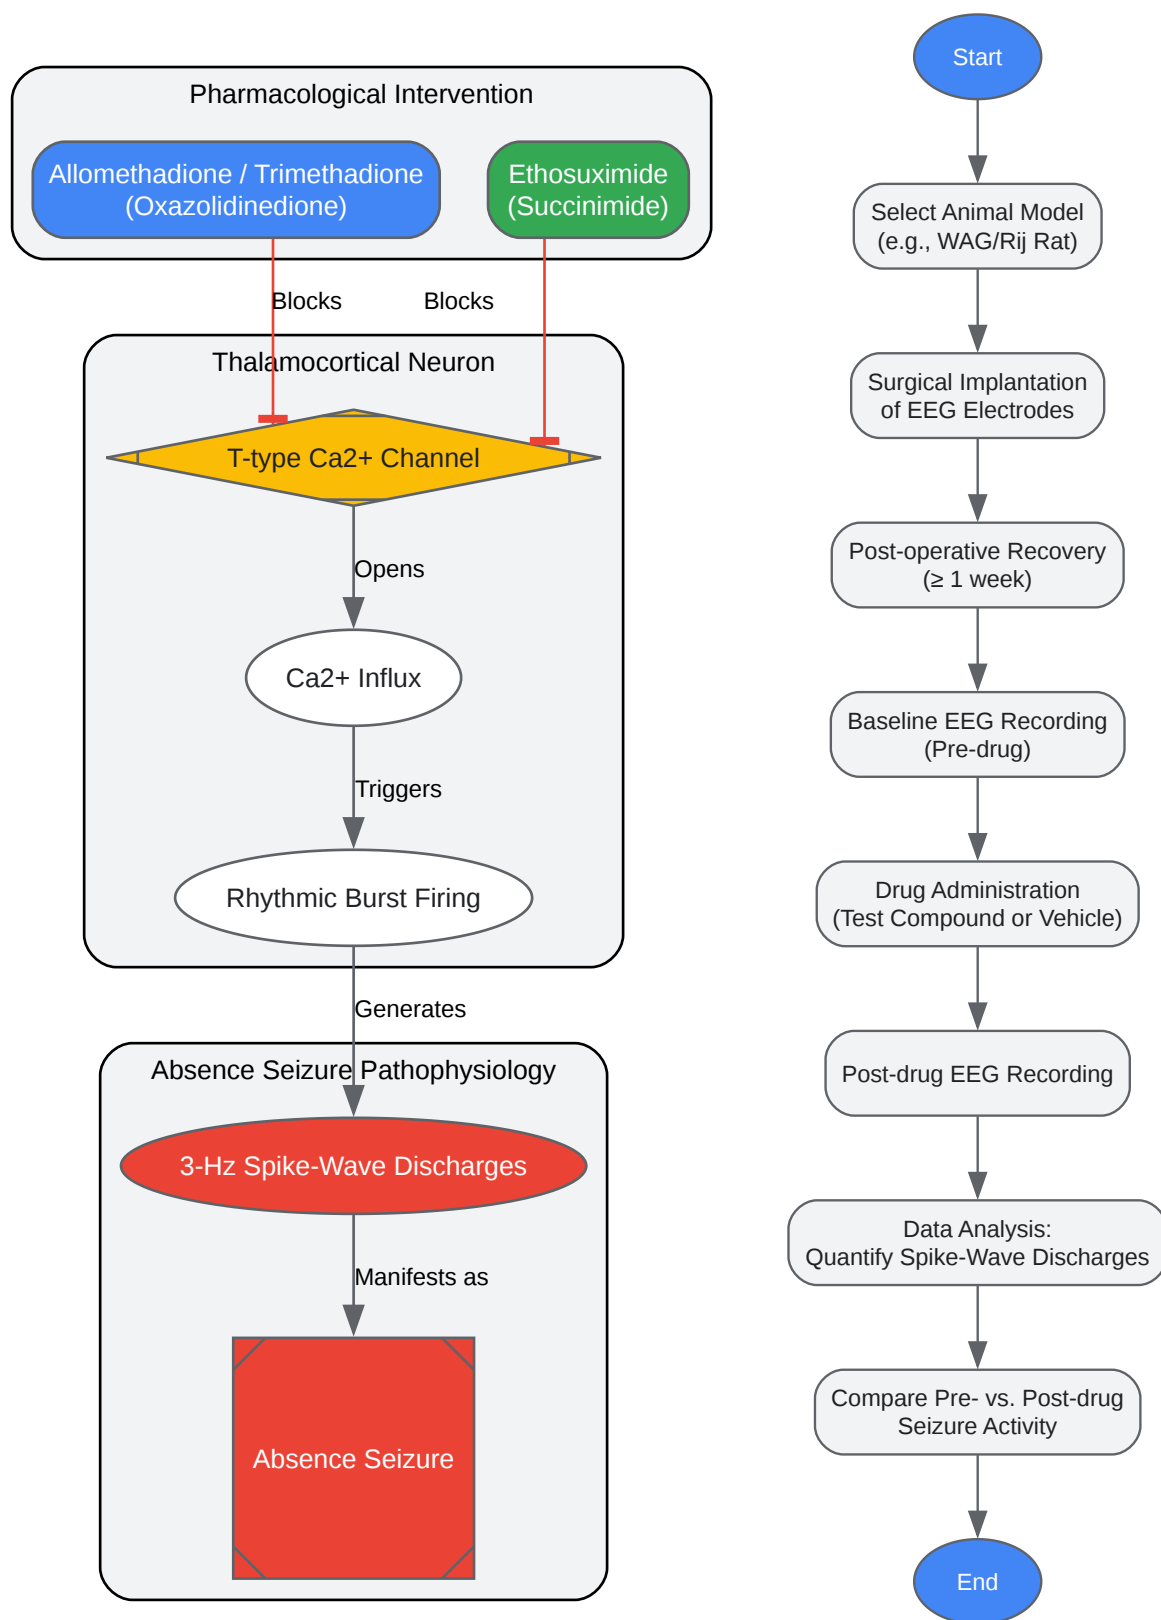 Pharmacological Intervention
Allomethadione / Trimethadione
(Oxazolidinedione)
Ethosuximide
(Succinimide)
Blocks
Blocks
Thalamocortical Neuron
T-type Ca2+ Channel
Opens
Ca2+ Influx
Triggers
Rhythmic Burst Firing
Generates
Absence Seizure Pathophysiology
3-Hz Spike-Wave Discharges
Manifests as
Absence Seizure
Start
Select Animal Model
(e.g., WAG/Rij Rat)
Surgical Implantation
of EEG Electrodes
Post-operative Recovery
(≥ 1 week)
Baseline EEG Recording
(Pre-drug)
Drug Administration
(Test Compound or Vehicle)
Post-drug EEG Recording
Data Analysis:
Quantify Spike-Wave Discharges
Compare Pre- vs. Post-drug
Seizure Activity
End